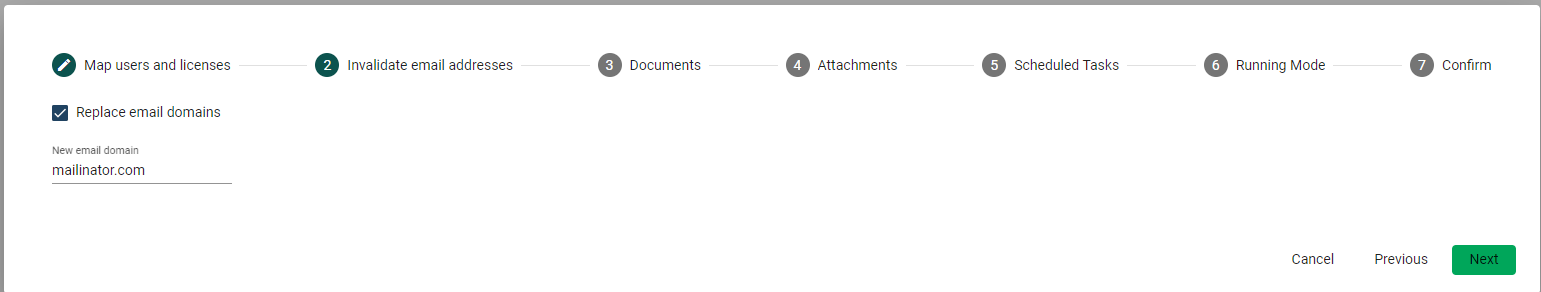 Map users and licenses 2 Invalidate email addresses 3 Documents 4 Attachments 5 Scheduled Tasks 6 Running Mode 7 Confirm
Replace email domains
New email domain
mailinator.com
Cancel Previous Next